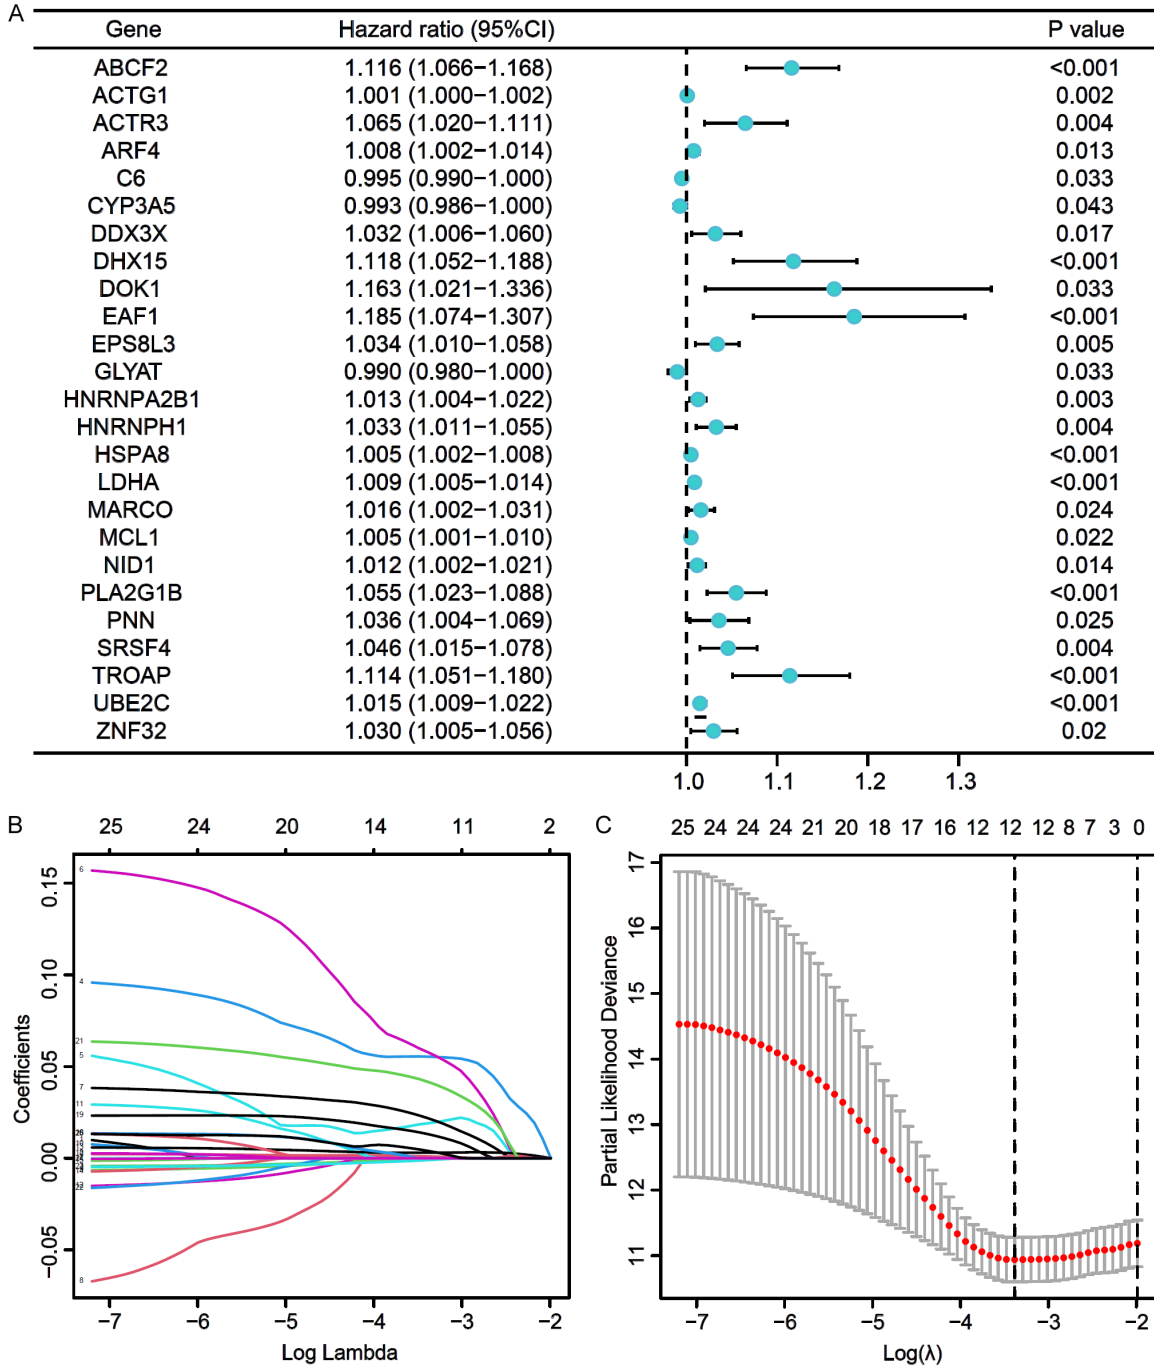 A
Gene Hazard ratio (95%CI) P value
ABCF2 1.116 (1.066−1.168) <0.001
ACTG1 1.001 (1.000−1.002) 0.002
ACTR3 1.065 (1.020−1.111) 0.004
ARF4 1.008 (1.002−1.014) 0.013
C6 0.995 (0.990−1.000) 0.033
CYP3A5 0.993 (0.986−1.000) 0.043
DDX3X 1.032 (1.006−1.060) 0.017
DHX15 1.118 (1.052−1.188) <0.001
DOK1 1.163 (1.021−1.336) 0.033
EAF1 1.185 (1.074−1.307) <0.001
EPS8L3 1.034 (1.010−1.058) 0.005
GLYAT 0.990 (0.980−1.000) 0.033
HNRNPA2B1 1.013 (1.004−1.022) 0.003
HNRNPH1 1.033 (1.011−1.055) 0.004
HSPA8 1.005 (1.002−1.008) <0.001
LDHA 1.009 (1.005−1.014) <0.001
MARCO 1.016 (1.002−1.031) 0.024
MCL1 1.005 (1.001−1.010) 0.022
NID1 1.012 (1.002−1.021) 0.014
PLA2G1B 1.055 (1.023−1.088) <0.001
PNN 1.036 (1.004−1.069) 0.025
SRSF4 1.046 (1.015−1.078) 0.004
TROAP 1.114 (1.051−1.180) <0.001
UBE2C 1.015 (1.009−1.022) <0.001
ZNF32 1.030 (1.005−1.056) 0.02
1.0 1.1 1.2 1.3
B
25 24 20 14 11 2
0.15
0.10
0.05
0.00
−0.05
Coefficients
6
4
21
5
7
11
19
8
−7 −6 −5 −4 −3 −2
Log Lambda
C
25 24 24 24 21 20 18 17 16 12 12 12 8 7 3 0
17
16
15
14
13
12
11
Partial Likelihood Deviance
−7 −6 −5 −4 −3 −2
Log(λ)